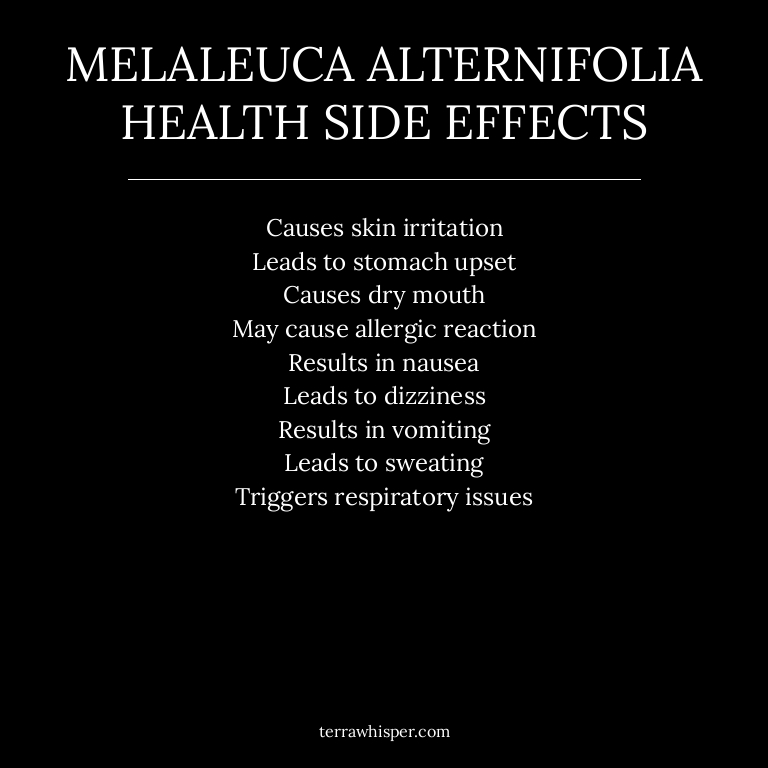 MELALEUCA ALTERNIFOLIA
HEALTH SIDE EFFECTS
Causes skin irritation
Leads to stomach upset
Causes dry mouth
May cause allergic reaction
Results in nausea
Leads to dizziness
Results in vomiting
Leads to sweating
Triggers respiratory issues
terrawhisper.com